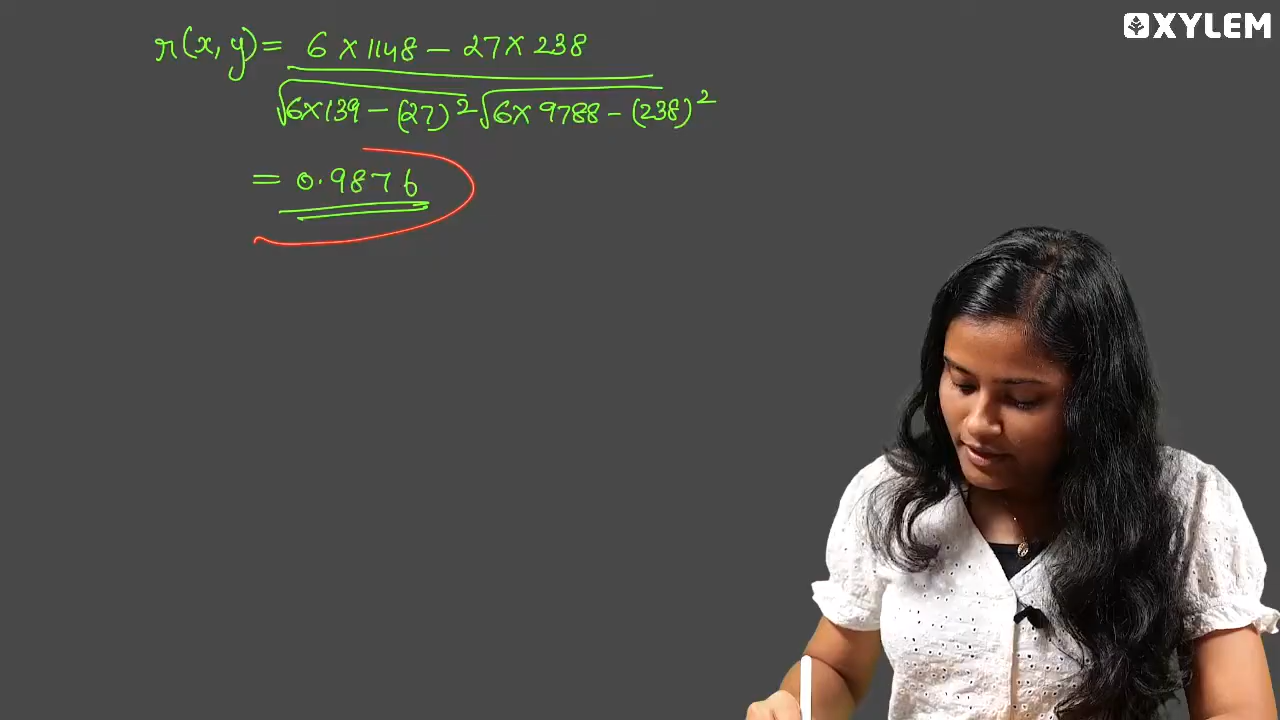 XYLEM
r(x, y) = 6 × 1148 − 27 × 238
√6×139 − (27)² √6× 9788 − (238)²
= 0.9876